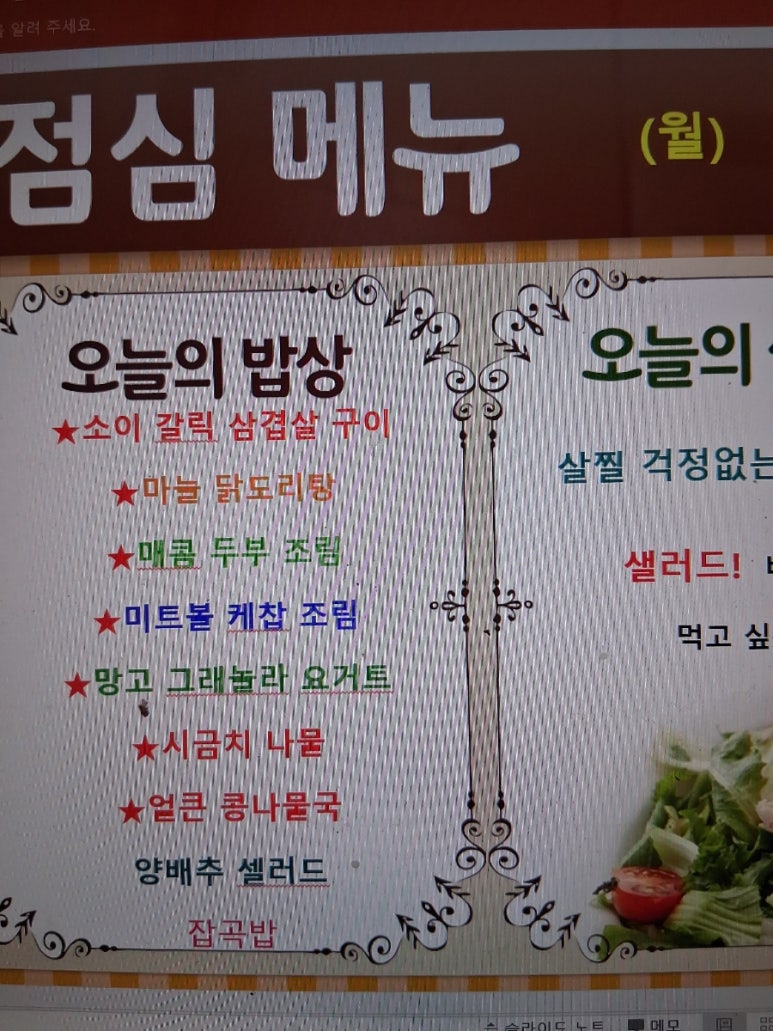 알려 주세요.
점심 메뉴 (월)
오늘의 밥상
★소이 갈릭 삼겹살 구이
★마늘 닭도리탕
★매콤 두부 조림
★미트볼 케찹 조림
★망고 그래놀라 요거트
★시금치 나물
★얼큰 콩나물국
양배추 셀러드
잡곡밥
오늘의
살찔 걱정없는
샐러드!
먹고 싶
슬라이드 노트 메모